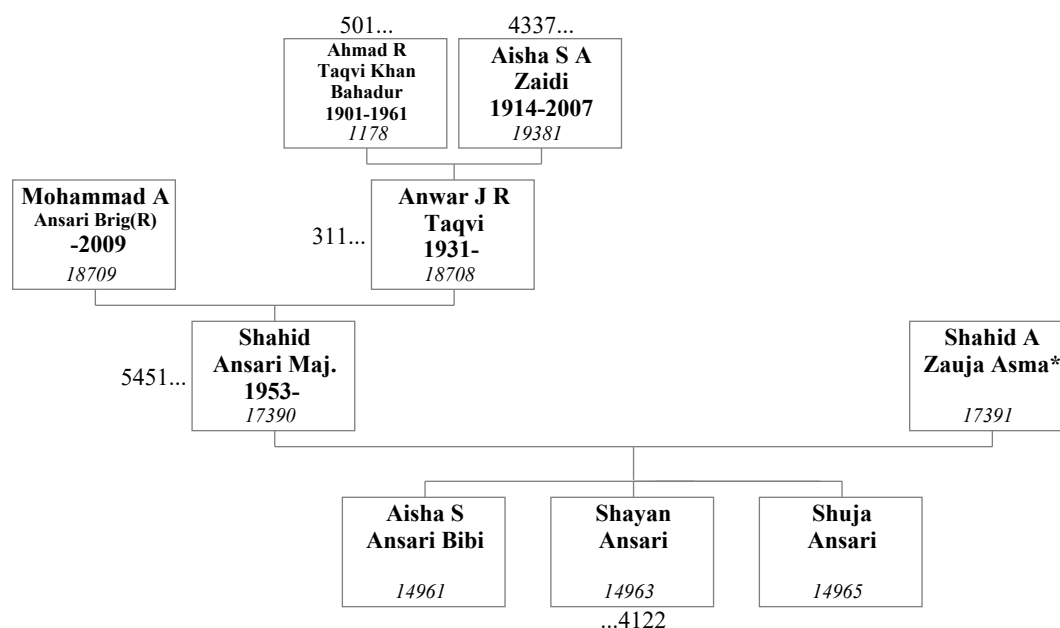 501...
Ahmad R
Taqvi Khan
Bahadur
1901-1961
1178
4337...
Aisha S A
Zaidi
1914-2007
19381
Mohammad A
Ansari Brig(R)
-2009
18709
311...
Anwar J R
Taqvi
1931-
18708
5451...
Shahid
Ansari Maj.
1953-
17390
Shahid A
Zauja Asma*
17391
Aisha S
Ansari Bibi
14961
Shayan
Ansari
14963
...4122
Shuja
Ansari
14965